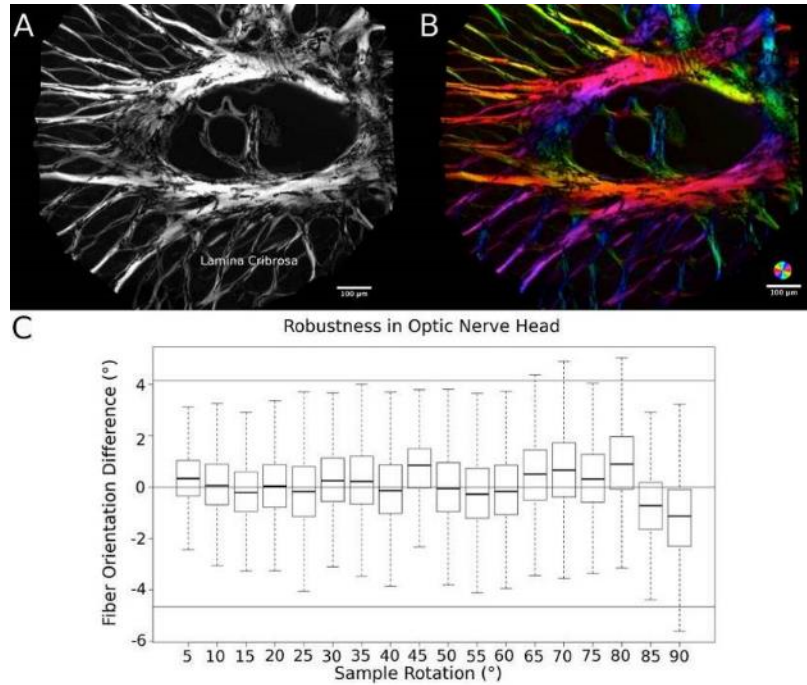 A
B
Lamina Cribrosa
100 µm
100 µm
C
Robustness in Optic Nerve Head
Fiber Orientation Difference (°)
4
2
0
-2
-4
-6
5 10 15 20 25 30 35 40 45 50 55 60 65 70 75 80 85 90
Sample Rotation (°)